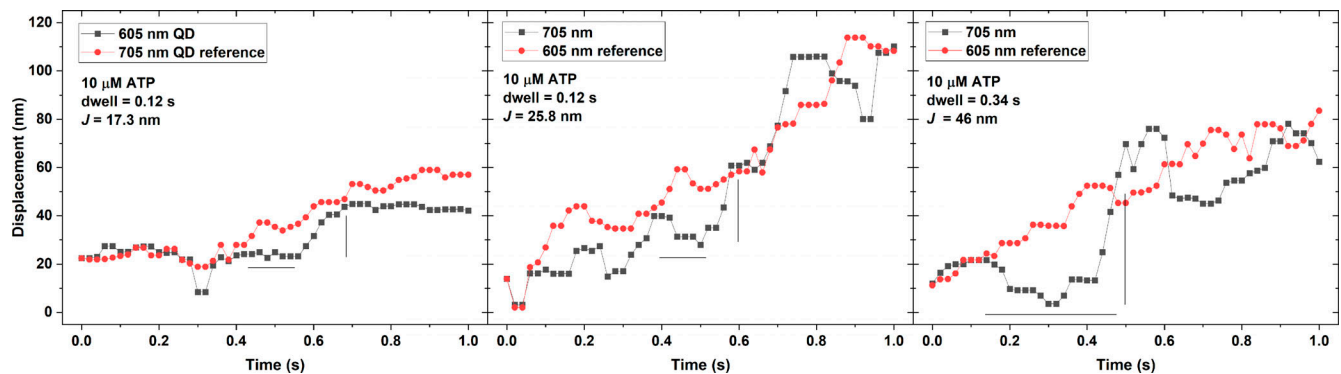 605 nm QD
705 nm QD reference
10 μM ATP
dwell = 0.12 s
J = 17.3 nm
705 nm
605 nm reference
10 μM ATP
dwell = 0.12 s
J = 25.8 nm
705 nm
605 nm reference
10 μM ATP
dwell = 0.34 s
J = 46 nm
Displacement (nm)
120
100
80
60
40
20
0
0.0 0.2 0.4 0.6 0.8 1.0
0.0 0.2 0.4 0.6 0.8 1.0
0.0 0.2 0.4 0.6 0.8 1.0
Time (s)
Time (s)
Time (s)